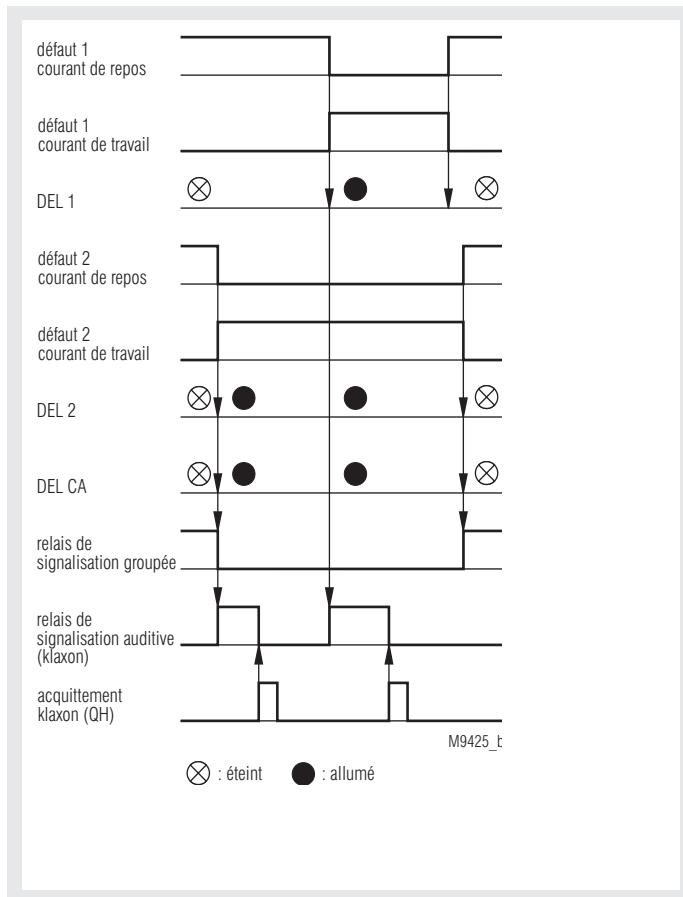 défaut 1
courant de repos
défaut 1
courant de travail
DEL 1
défaut 2
courant de repos
défaut 2
courant de travail
DEL 2
DEL CA
relais de
signalisation groupée
relais de
signalisation auditive
(klaxon)
acquittement
klaxon (QH)
M9425_b
: éteint : allumé